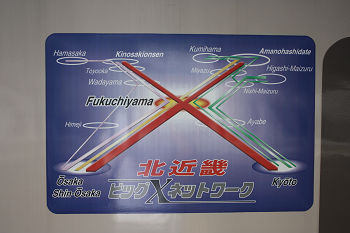 Hamasaka
Kinosakionsen
Kumihama
Amanohashidate
Toyooka
Miyazu
Higashi-Maizuru
Wadayama
Nishi-Maizuru
Fukuchiyama
Himeji
Ayabe
Ōsaka
Shin-Ōsaka
Kyōto
北近畿
ビッグXネットワーク